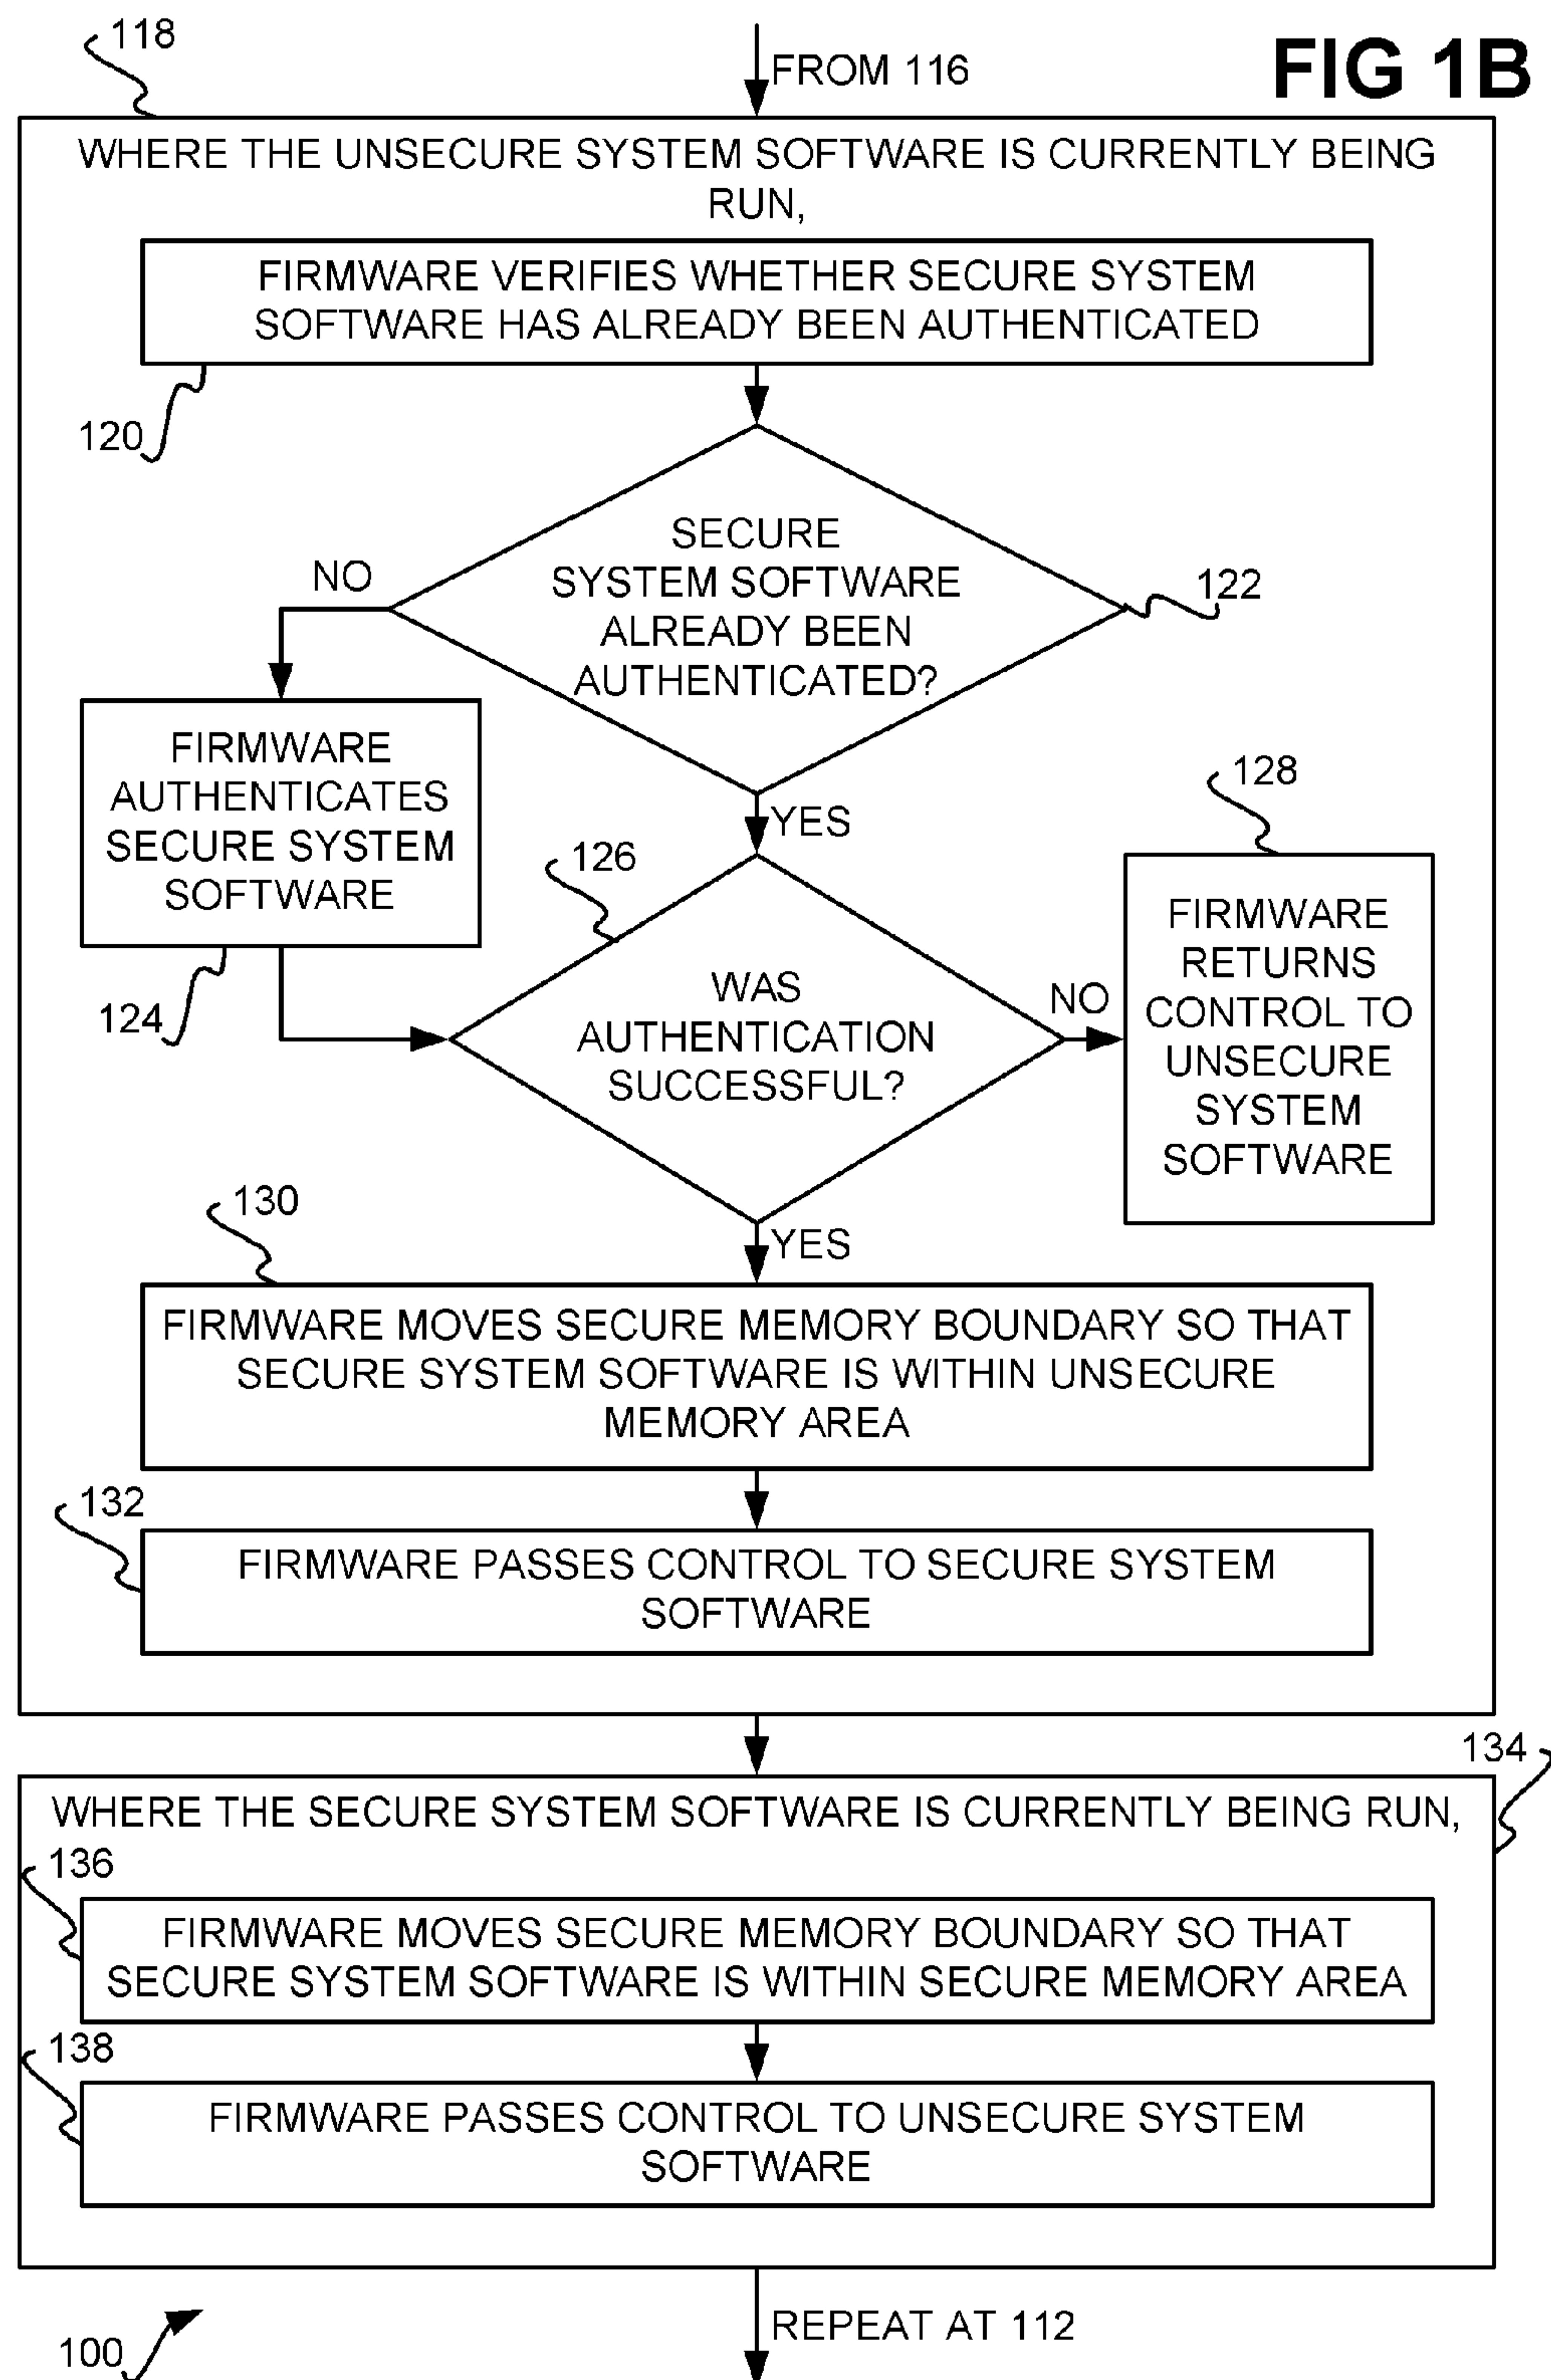 118
FROM 116
FIG 1B
WHERE THE UNSECURE SYSTEM SOFTWARE IS CURRENTLY BEING
RUN,
FIRMWARE VERIFIES WHETHER SECURE SYSTEM
SOFTWARE HAS ALREADY BEEN AUTHENTICATED
120
SECURE
SYSTEM SOFTWARE
ALREADY BEEN
AUTHENTICATED?
NO
122
FIRMWARE
AUTHENTICATES
SECURE SYSTEM
SOFTWARE
124
YES
126
WAS
AUTHENTICATION
SUCCESSFUL?
NO
128
FIRMWARE
RETURNS
CONTROL TO
UNSECURE
SYSTEM
SOFTWARE
130
YES
FIRMWARE MOVES SECURE MEMORY BOUNDARY SO THAT
SECURE SYSTEM SOFTWARE IS WITHIN UNSECURE
MEMORY AREA
132
FIRMWARE PASSES CONTROL TO SECURE SYSTEM
SOFTWARE
134
WHERE THE SECURE SYSTEM SOFTWARE IS CURRENTLY BEING RUN,
136
FIRMWARE MOVES SECURE MEMORY BOUNDARY SO THAT
SECURE SYSTEM SOFTWARE IS WITHIN SECURE MEMORY AREA
138
FIRMWARE PASSES CONTROL TO UNSECURE SYSTEM
SOFTWARE
REPEAT AT 112
100